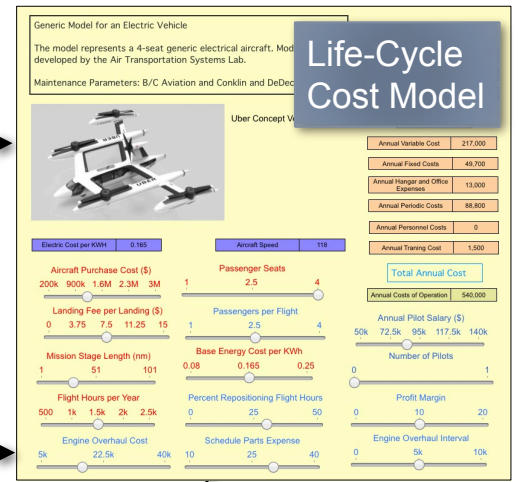 Generic Model for an Electric Vehicle
The model represents a 4-seat generic electrical aircraft. Mod
developed by the Air Transportation Systems Lab.
Maintenance Parameters: B/C Aviation and Conklin and DeDec
Life-Cycle
Cost Model
Uber Concept Ve
UBER
UBER
Annual Variable Cost 217,000
Annual Fixed Costs 49,700
Annual Hangar and Office
Expenses 13,000
Annual Periodic Costs 88,800
Annual Personnel Costs 0
Annual Traning Cost 1,500
Total Annual Cost
Annual Costs of Operation 540,000
Electric Cost per KWH 0.165
Aircraft Speed 118
Aircraft Purchase Cost ($)
200k 900k 1.6M 2.3M 3M
Landing Fee per Landing ($)
0 3.75 7.5 11.25 15
Mission Stage Length (nm)
1 51 101
Flight Hours per Year
500 1k 1.5k 2k 2.5k
Engine Overhaul Cost
5k 22.5k 40k
Passenger Seats
1 2.5 4
Passengers per Flight
1 2.5 4
Base Energy Cost per KWh
0.08 0.165 0.25
Percent Repositioning Flight Hours
0 25 50
Schedule Parts Expense
10 25 40
Annual Pilot Salary ($)
50k 72.5k 95k 117.5k 140k
Number of Pilots
0 1
Profit Margin
0 10 20
Engine Overhaul Interval
0 5k 10k